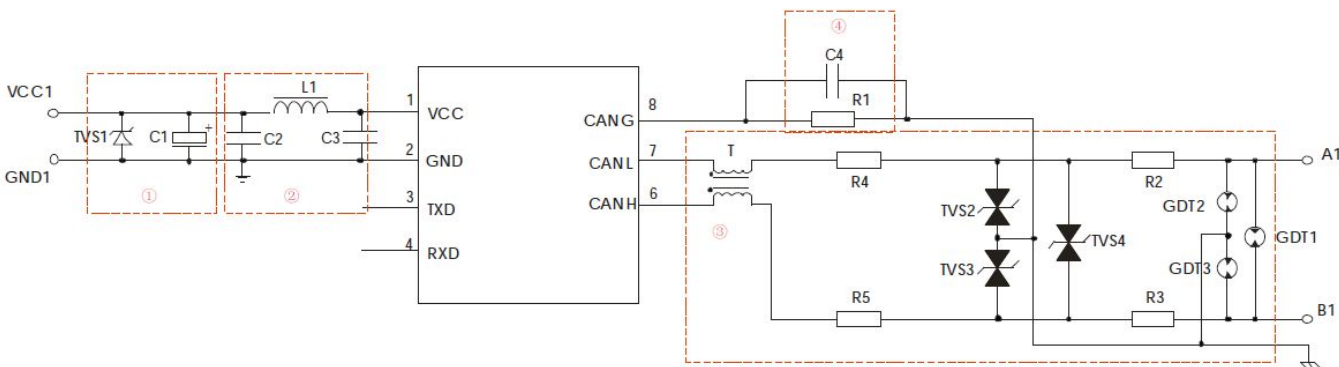 ④
C4
R1
VCC1
GND1
TVS1
C1
+
①
L1
C2
C3
②
1
VCC
2
GND
3
TXD
4
RXD
8
CANG
7
CANL
6
CANH
T
③
R4
R5
TVS2
TVS3
TVS4
R2
R3
GDT2
GDT3
GDT1
A1
B1